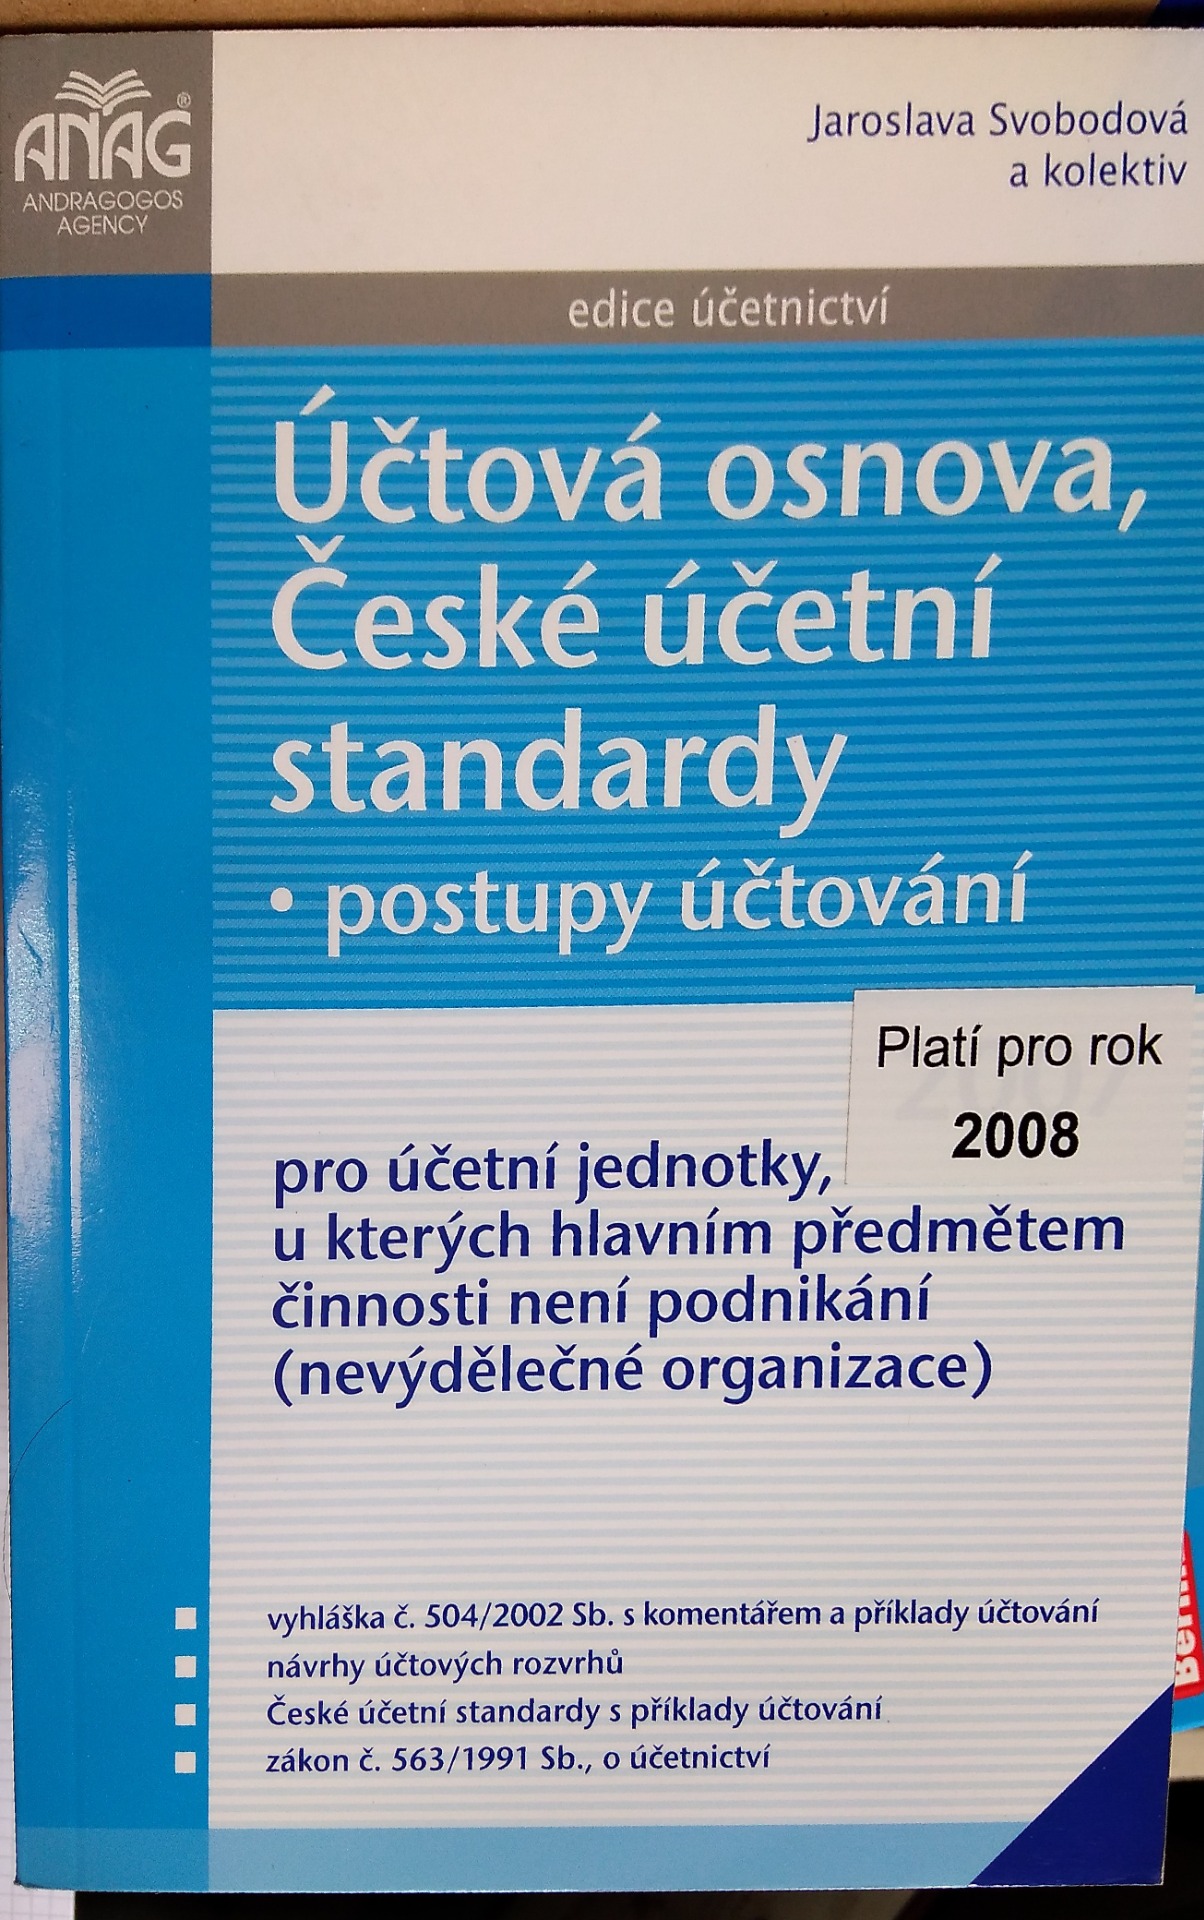 ANAG®
ANDRAGOGOS
AGENCY
Jaroslava Svobodová
a kolektiv
edice účetnictví
Účtová osnova,
České účetní
standardy
• postupy účtování
Platí pro rok
2008
pro účetní jednotky,
u kterých hlavním předmětem
činnosti není podnikání
(nevýdělečné organizace)
vyhláška č. 504/2002 Sb. s komentářem a příklady účtování
návrhy účtových rozvrhů
České účetní standardy s příklady účtování
zákon č. 563/1991 Sb., o účetnictví